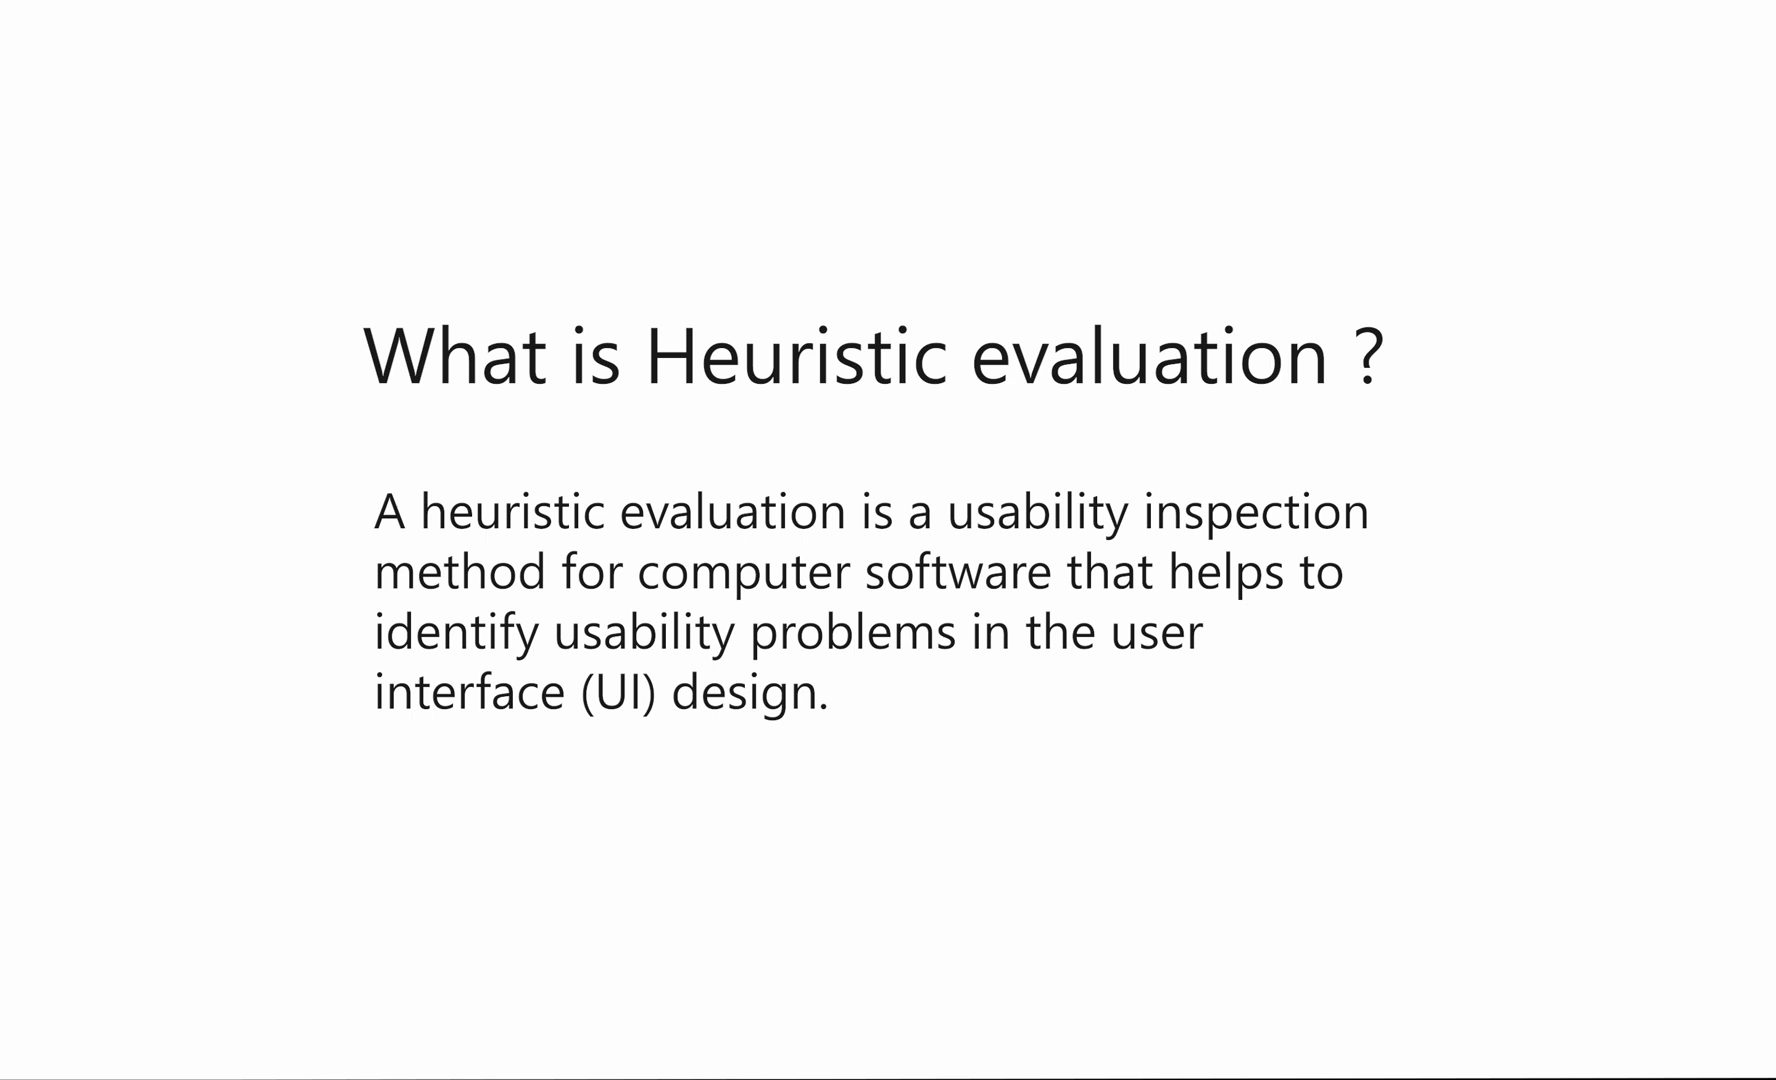 What is Heuristic evaluation ?
A heuristic evaluation is a usability inspection
method for computer software that helps to
identify usability problems in the user
interface (UI) design.